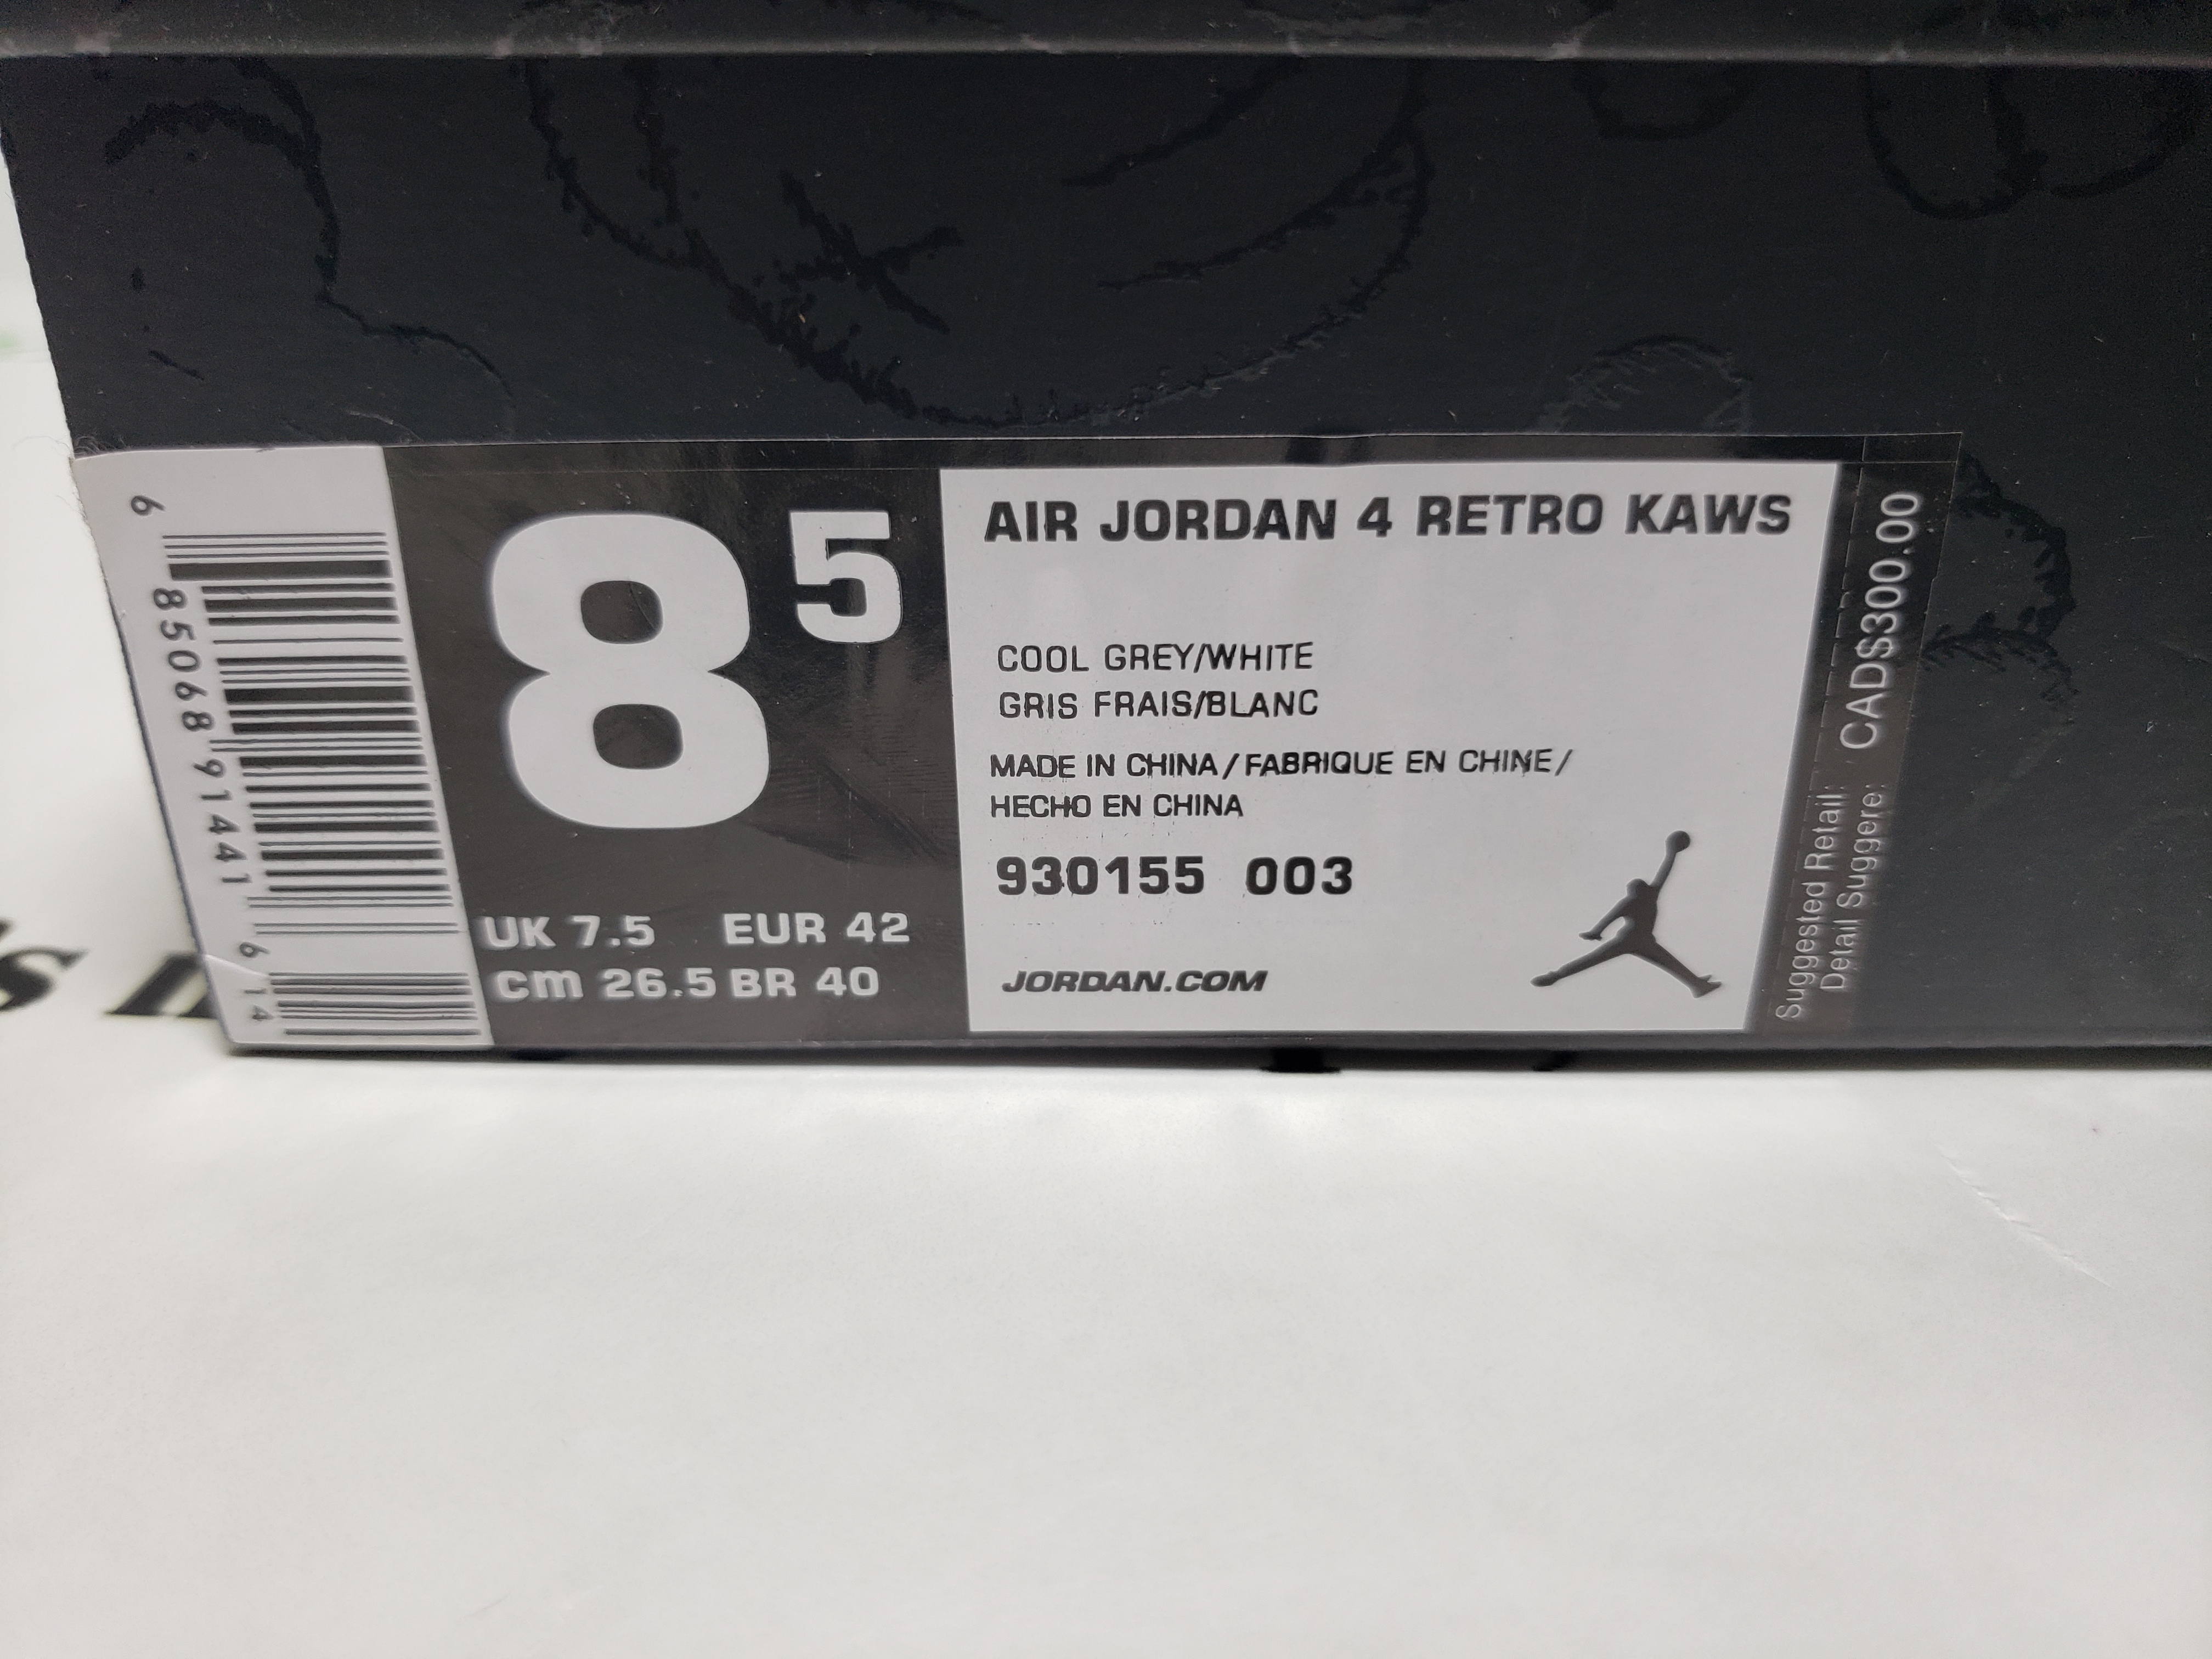 6 85068 91441 6 14
8 5
UK 7.5 EUR 42
cm 26.5 BR 40
AIR JORDAN 4 RETRO KAWS
COOL GREY/WHITE
GRIS FRAIS/BLANC
MADE IN CHINA/FABRIQUE EN CHINE/
HECHO EN CHINA
930155 003
JORDAN.COM
Suggested Retail: CAD$300.00
Detail Suggere: